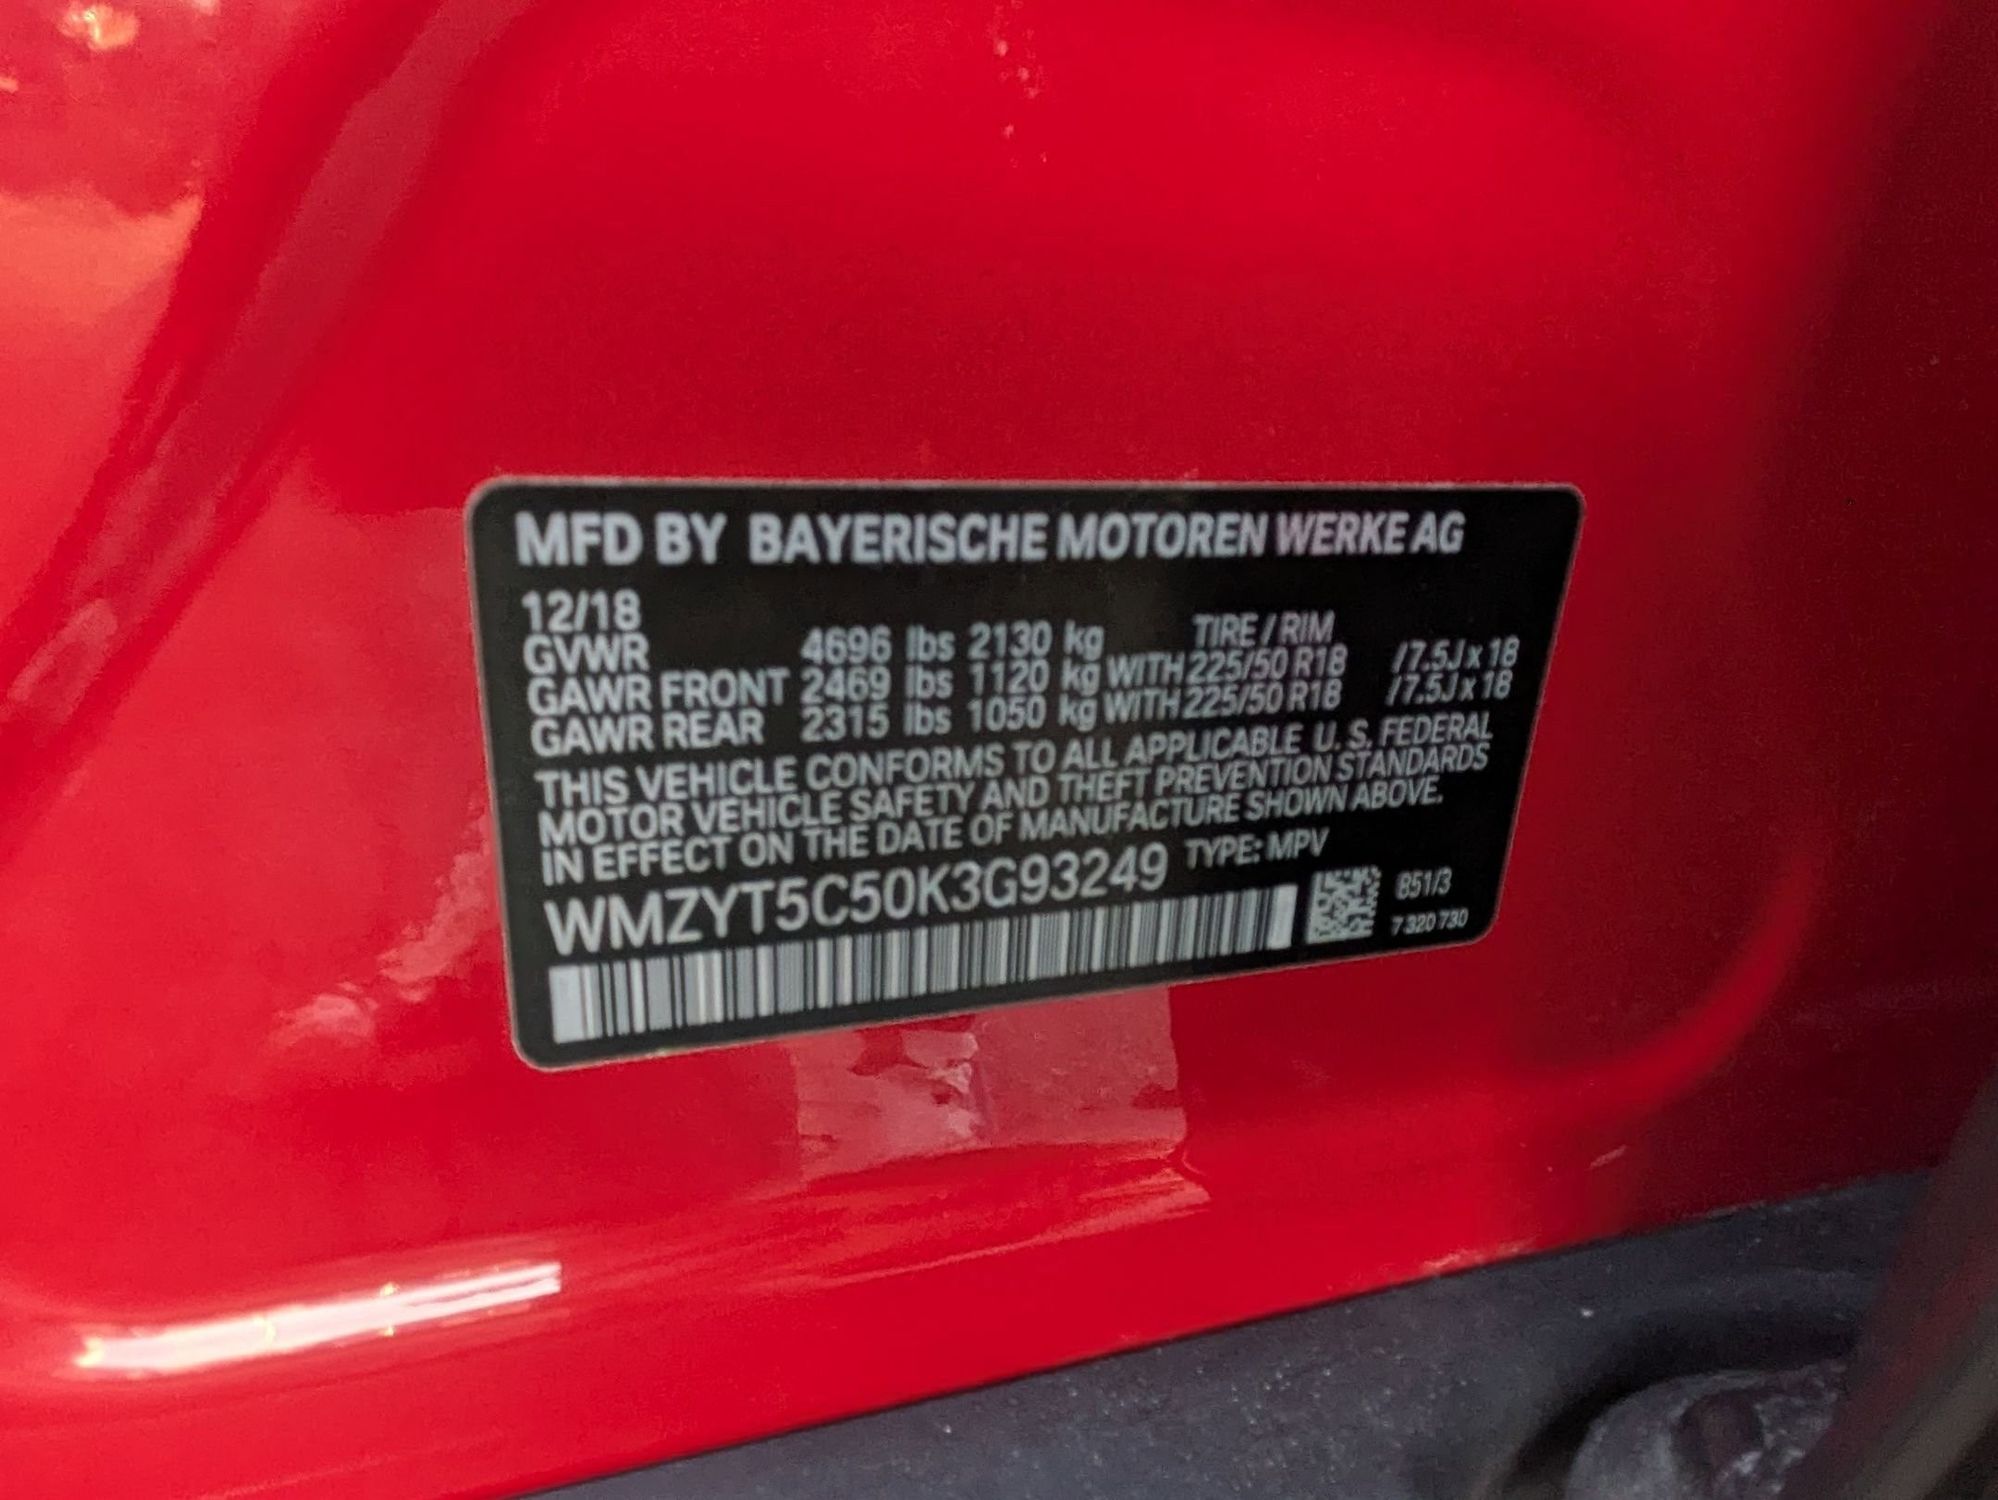 MFD BY BAYERISCHE MOTOREN WERKE AG
12/18
TIRE / RIM
GVWR 4696 lbs 2130 kg
GAWR FRONT 2469 lbs 1120 kg WITH 225/50 R18 /7.5J x 18
GAWR REAR 2315 lbs 1050 kg WITH 225/50 R18 /7.5J x 18
THIS VEHICLE CONFORMS TO ALL APPLICABLE U. S. FEDERAL
MOTOR VEHICLE SAFETY AND THEFT PREVENTION STANDARDS
IN EFFECT ON THE DATE OF MANUFACTURE SHOWN ABOVE.
WMZYT5C50K3G93249 TYPE: MPV
851/3
7 320 730